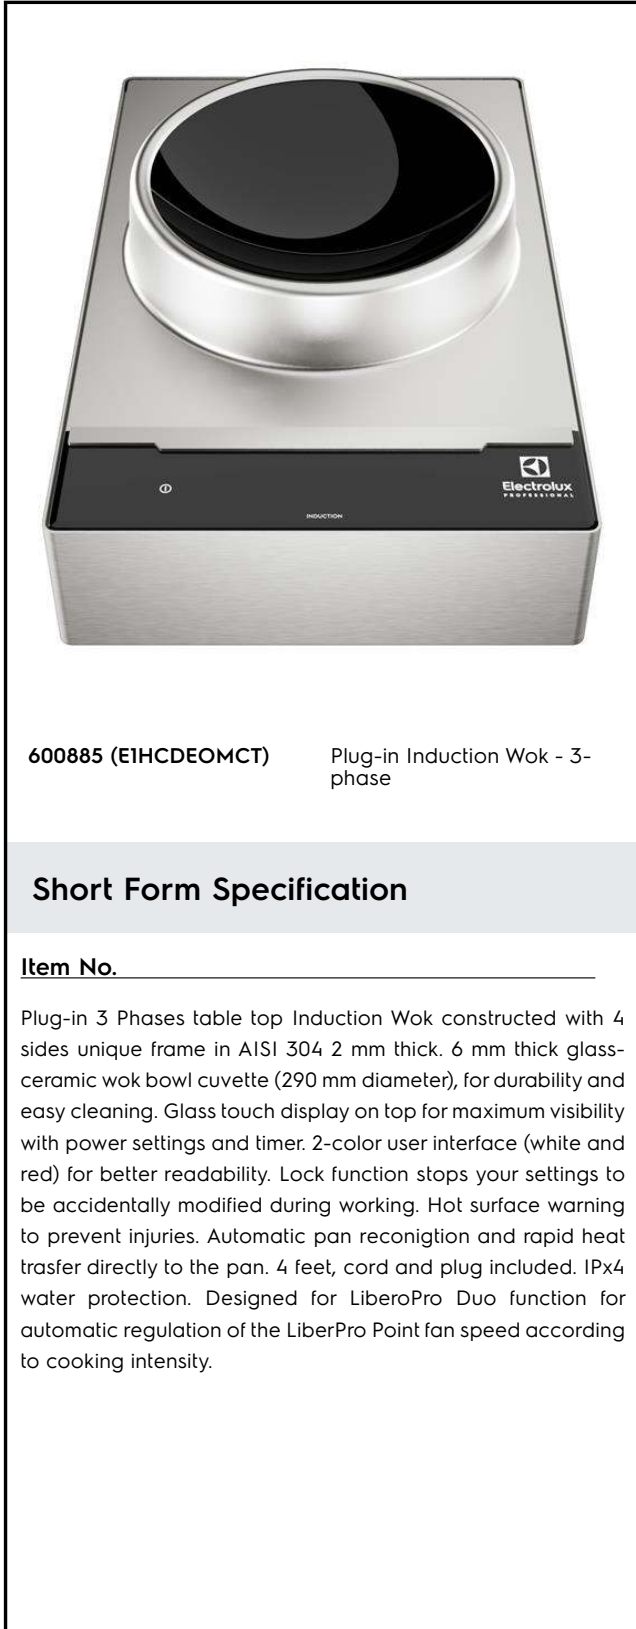 INDUCTION
Electrolux
PROFESSIONAL
600885 (E1HCDEOMCT)
Plug-in Induction Wok - 3-
phase
Short Form Specification
Item No.
Plug-in 3 Phases table top Induction Wok constructed with 4
sides unique frame in AISI 304 2 mm thick. 6 mm thick glass-
ceramic wok bowl cuvette (290 mm diameter), for durability and
easy cleaning. Glass touch display on top for maximum visibility
with power settings and timer. 2-color user interface (white and
red) for better readability. Lock function stops your settings to
be accidentally modified during working. Hot surface warning
to prevent injuries. Automatic pan reconigtion and rapid heat
trasfer directly to the pan. 4 feet, cord and plug included. IPx4
water protection. Designed for LiberoPro Duo function for
automatic regulation of the LiberPro Point fan speed according
to cooking intensity.